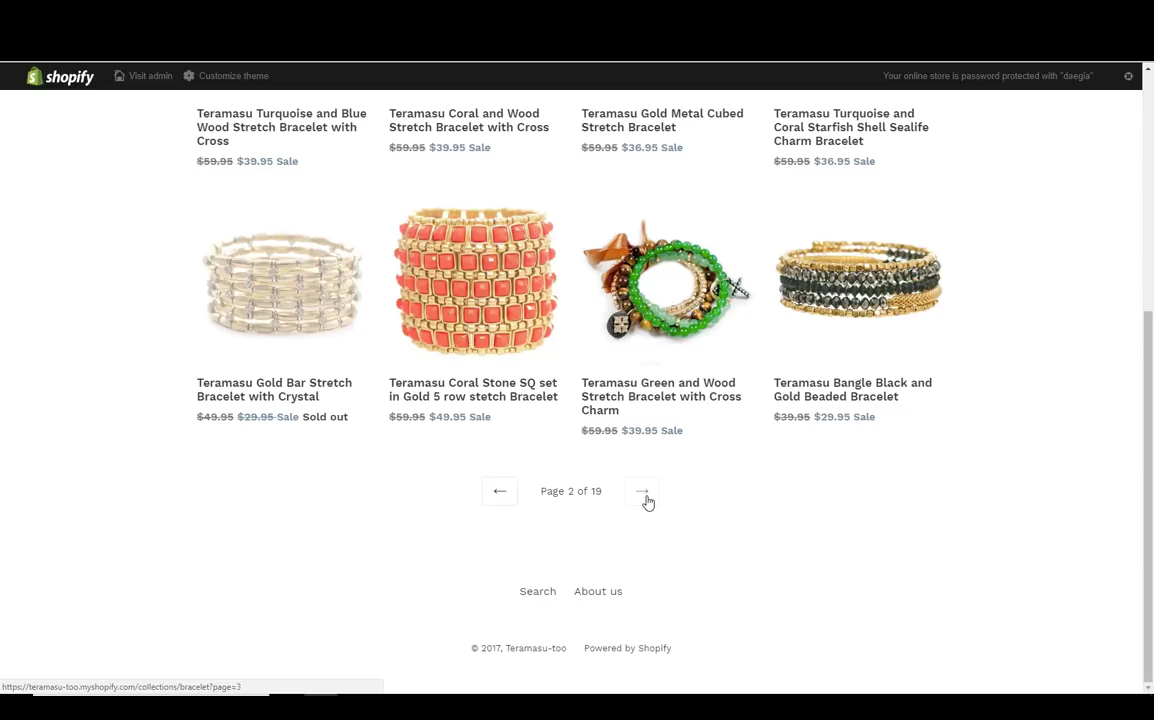 shopify Visit admin Customize theme Your online store is password protected with "daegia"
Teramasu Turquoise and Blue
Wood Stretch Bracelet with
Cross
$59.95 $39.95 Sale
Teramasu Coral and Wood
Stretch Bracelet with Cross
$59.95 $39.95 Sale
Teramasu Gold Metal Cubed
Stretch Bracelet
$59.95 $36.95 Sale
Teramasu Turquoise and
Coral Starfish Shell Sealife
Charm Bracelet
$59.95 $36.95 Sale
Teramasu Gold Bar Stretch
Bracelet with Crystal
$49.95 $29.95 Sale Sold out
Teramasu Coral Stone SQ set
in Gold 5 row stetch Bracelet
$59.95 $49.95 Sale
Teramasu Green and Wood
Stretch Bracelet with Cross
Charm
$59.95 $39.95 Sale
Teramasu Bangle Black and
Gold Beaded Bracelet
$39.95 $29.95 Sale
← Page 2 of 19 →
Search About us
© 2017, Teramasu-too Powered by Shopify
https://teramasu-too.myshopify.com/collections/bracelet?page=3